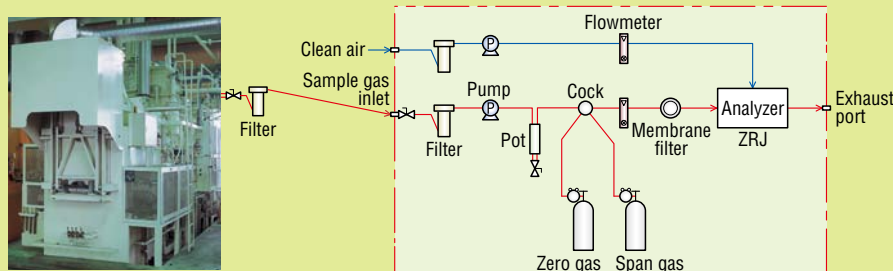 Flowmeter
Clean air
Sample gas
inlet
Pump
Cock
Exhaust
port
Analyzer
ZRJ
Filter
Filter
Pot
Membrane
filter
Zero gas
Span gas
P
P